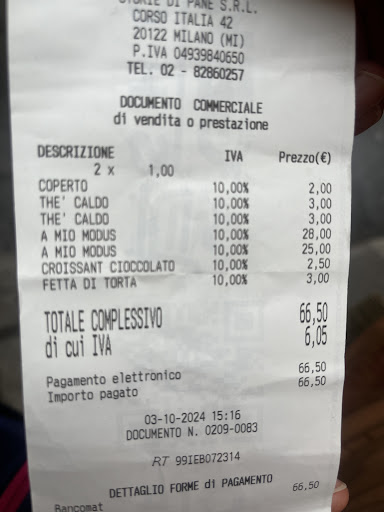 STORIE DI PANE S.R.L.
CORSO ITALIA 42
20122 MILANO (MI)
P.IVA 04939840650
TEL. 02 - 82860257
DOCUMENTO COMMERCIALE
di vendita o prestazione
DESCRIZIONE IVA Prezzo(€)
2 x 1,00
COPERTO 10,00% 2,00
THE' CALDO 10,00% 3,00
THE' CALDO 10,00% 3,00
A MIO MODUS 10,00% 28,00
A MIO MODUS 10,00% 25,00
CROISSANT CIOCCOLATO 10,00% 2,50
FETTA DI TORTA 10,00% 3,00
TOTALE COMPLESSIVO 66,50
di cui IVA 6,05
Pagamento elettronico 66,50
Importo pagato 66,50
03-10-2024 15:16
DOCUMENTO N. 0209-0083
RT 99IEB072314
DETTAGLIO FORME di PAGAMENTO
Bancomat 66,50